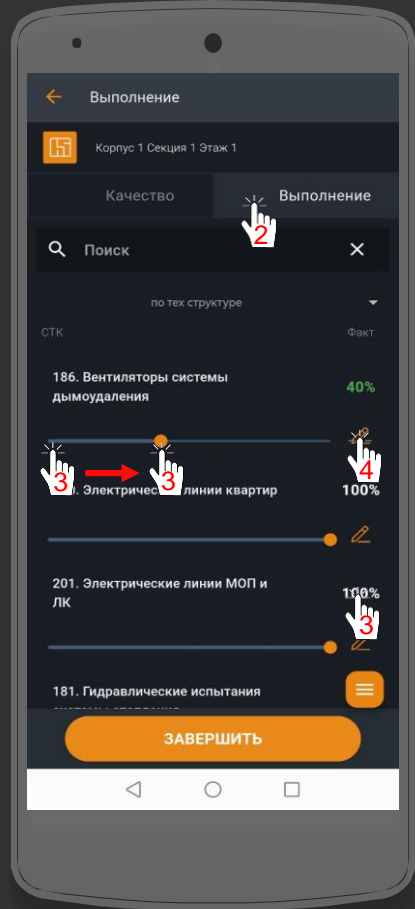 Выполнение
Корпус 1 Секция 1 Этаж 1
Качество
Выполнение
2
Поиск
по тех структуре
СТК
Факт
186. Вентиляторы системы
дымоудаления
40%
3
3
4
Электрические линии квартир
100%
201. Электрические линии МОП и
ЛК
100%
3
181. Гидравлические испытания
ЗАВЕРШИТЬ